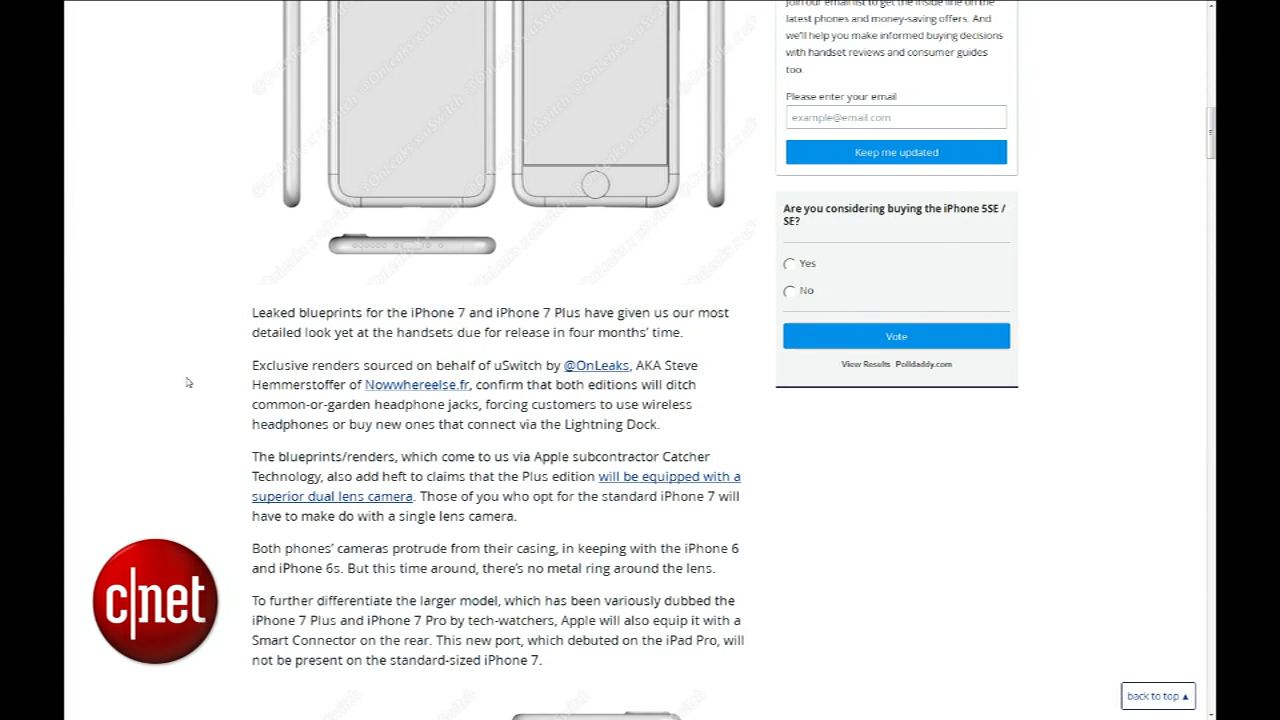 Join our email list to get the inside line on the
latest phones and money-saving offers. And
we'll help you make informed buying decisions
with handset reviews and consumer guides
too.
Please enter your email
example@email.com
Keep me updated
Are you considering buying the iPhone 5SE /
SE?
Yes
No
Vote
View Results Polldaddy.com
Leaked blueprints for the iPhone 7 and iPhone 7 Plus have given us our most
detailed look yet at the handsets due for release in four months' time.
Exclusive renders sourced on behalf of uSwitch by @OnLeaks, AKA Steve
Hemmerstoffer of Nowwhereelse.fr, confirm that both editions will ditch
common-or-garden headphone jacks, forcing customers to use wireless
headphones or buy new ones that connect via the Lightning Dock.
The blueprints/renders, which come to us via Apple subcontractor Catcher
Technology, also add heft to claims that the Plus edition will be equipped with a
superior dual lens camera. Those of you who opt for the standard iPhone 7 will
have to make do with a single lens camera.
Both phones' cameras protrude from their casing, in keeping with the iPhone 6
and iPhone 6s. But this time around, there's no metal ring around the lens.
To further differentiate the larger model, which has been variously dubbed the
iPhone 7 Plus and iPhone 7 Pro by tech-watchers, Apple will also equip it with a
Smart Connector on the rear. This new port, which debuted on the iPad Pro, will
not be present on the standard-sized iPhone 7.
c|net
back to top ▲